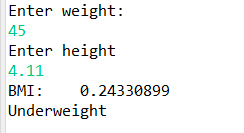 Enter weight:
45
Enter height
4.11
BMI:    0.24330899
Underweight